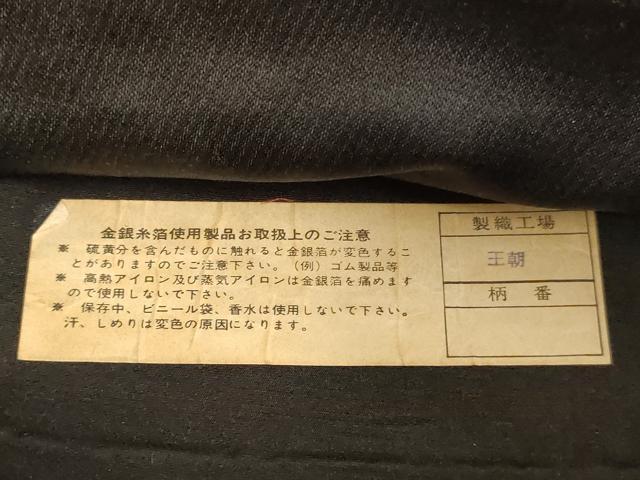 金銀糸箔使用製品お取扱上のご注意
※ 硫黄分を含んだものに触れると金銀箔が変色するこ
とがありますのでご注意下さい。（例）ゴム製品等
※ 高熱アイロン及び蒸気アイロンは金銀箔を痛めます
ので使用しないで下さい。
※ 保存中、ビニール袋、香水は使用しないで下さい。
汗、しめりは変色の原因になります。
製織工場
王朝
柄番